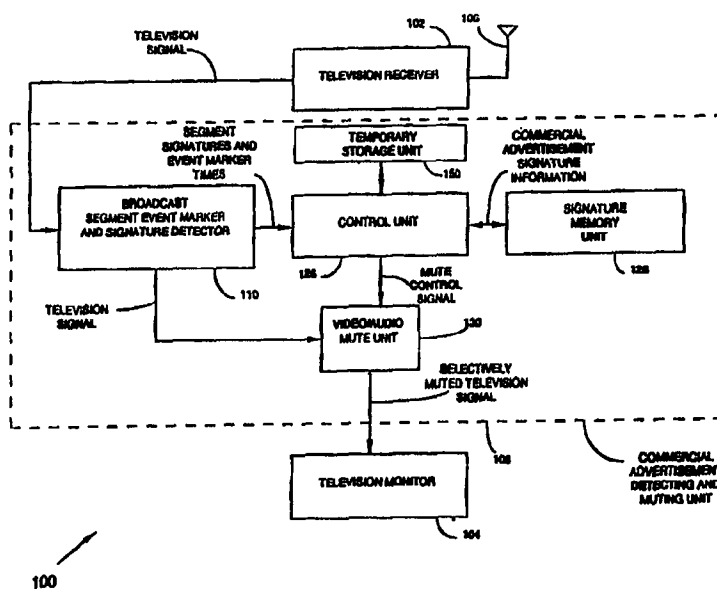 102
106
TELEVISION
SIGNAL
TELEVISION RECEIVER
SEGMENT
SIGNATURES AND
EVENT MARKER
TIMES
TEMPORARY
STORAGE UNIT
150
COMMERCIAL
ADVERTISEMENT
SIGNATURE
INFORMATION
BROADCAST
SEGMENT EVENT MARKER
AND SIGNATURE DETECTOR
CONTROL UNIT
SIGNATURE
MEMORY
UNIT
110
MUTE
CONTROL
SIGNAL
TELEVISION
SIGNAL
VIDEO/AUDIO
MUTE UNIT
130
SELECTIVELY
MUTED TELEVISION
SIGNAL
108
COMMERCIAL
ADVERTISEMENT
DETECTING AND
MUTING UNIT
TELEVISION MONITOR
104
100